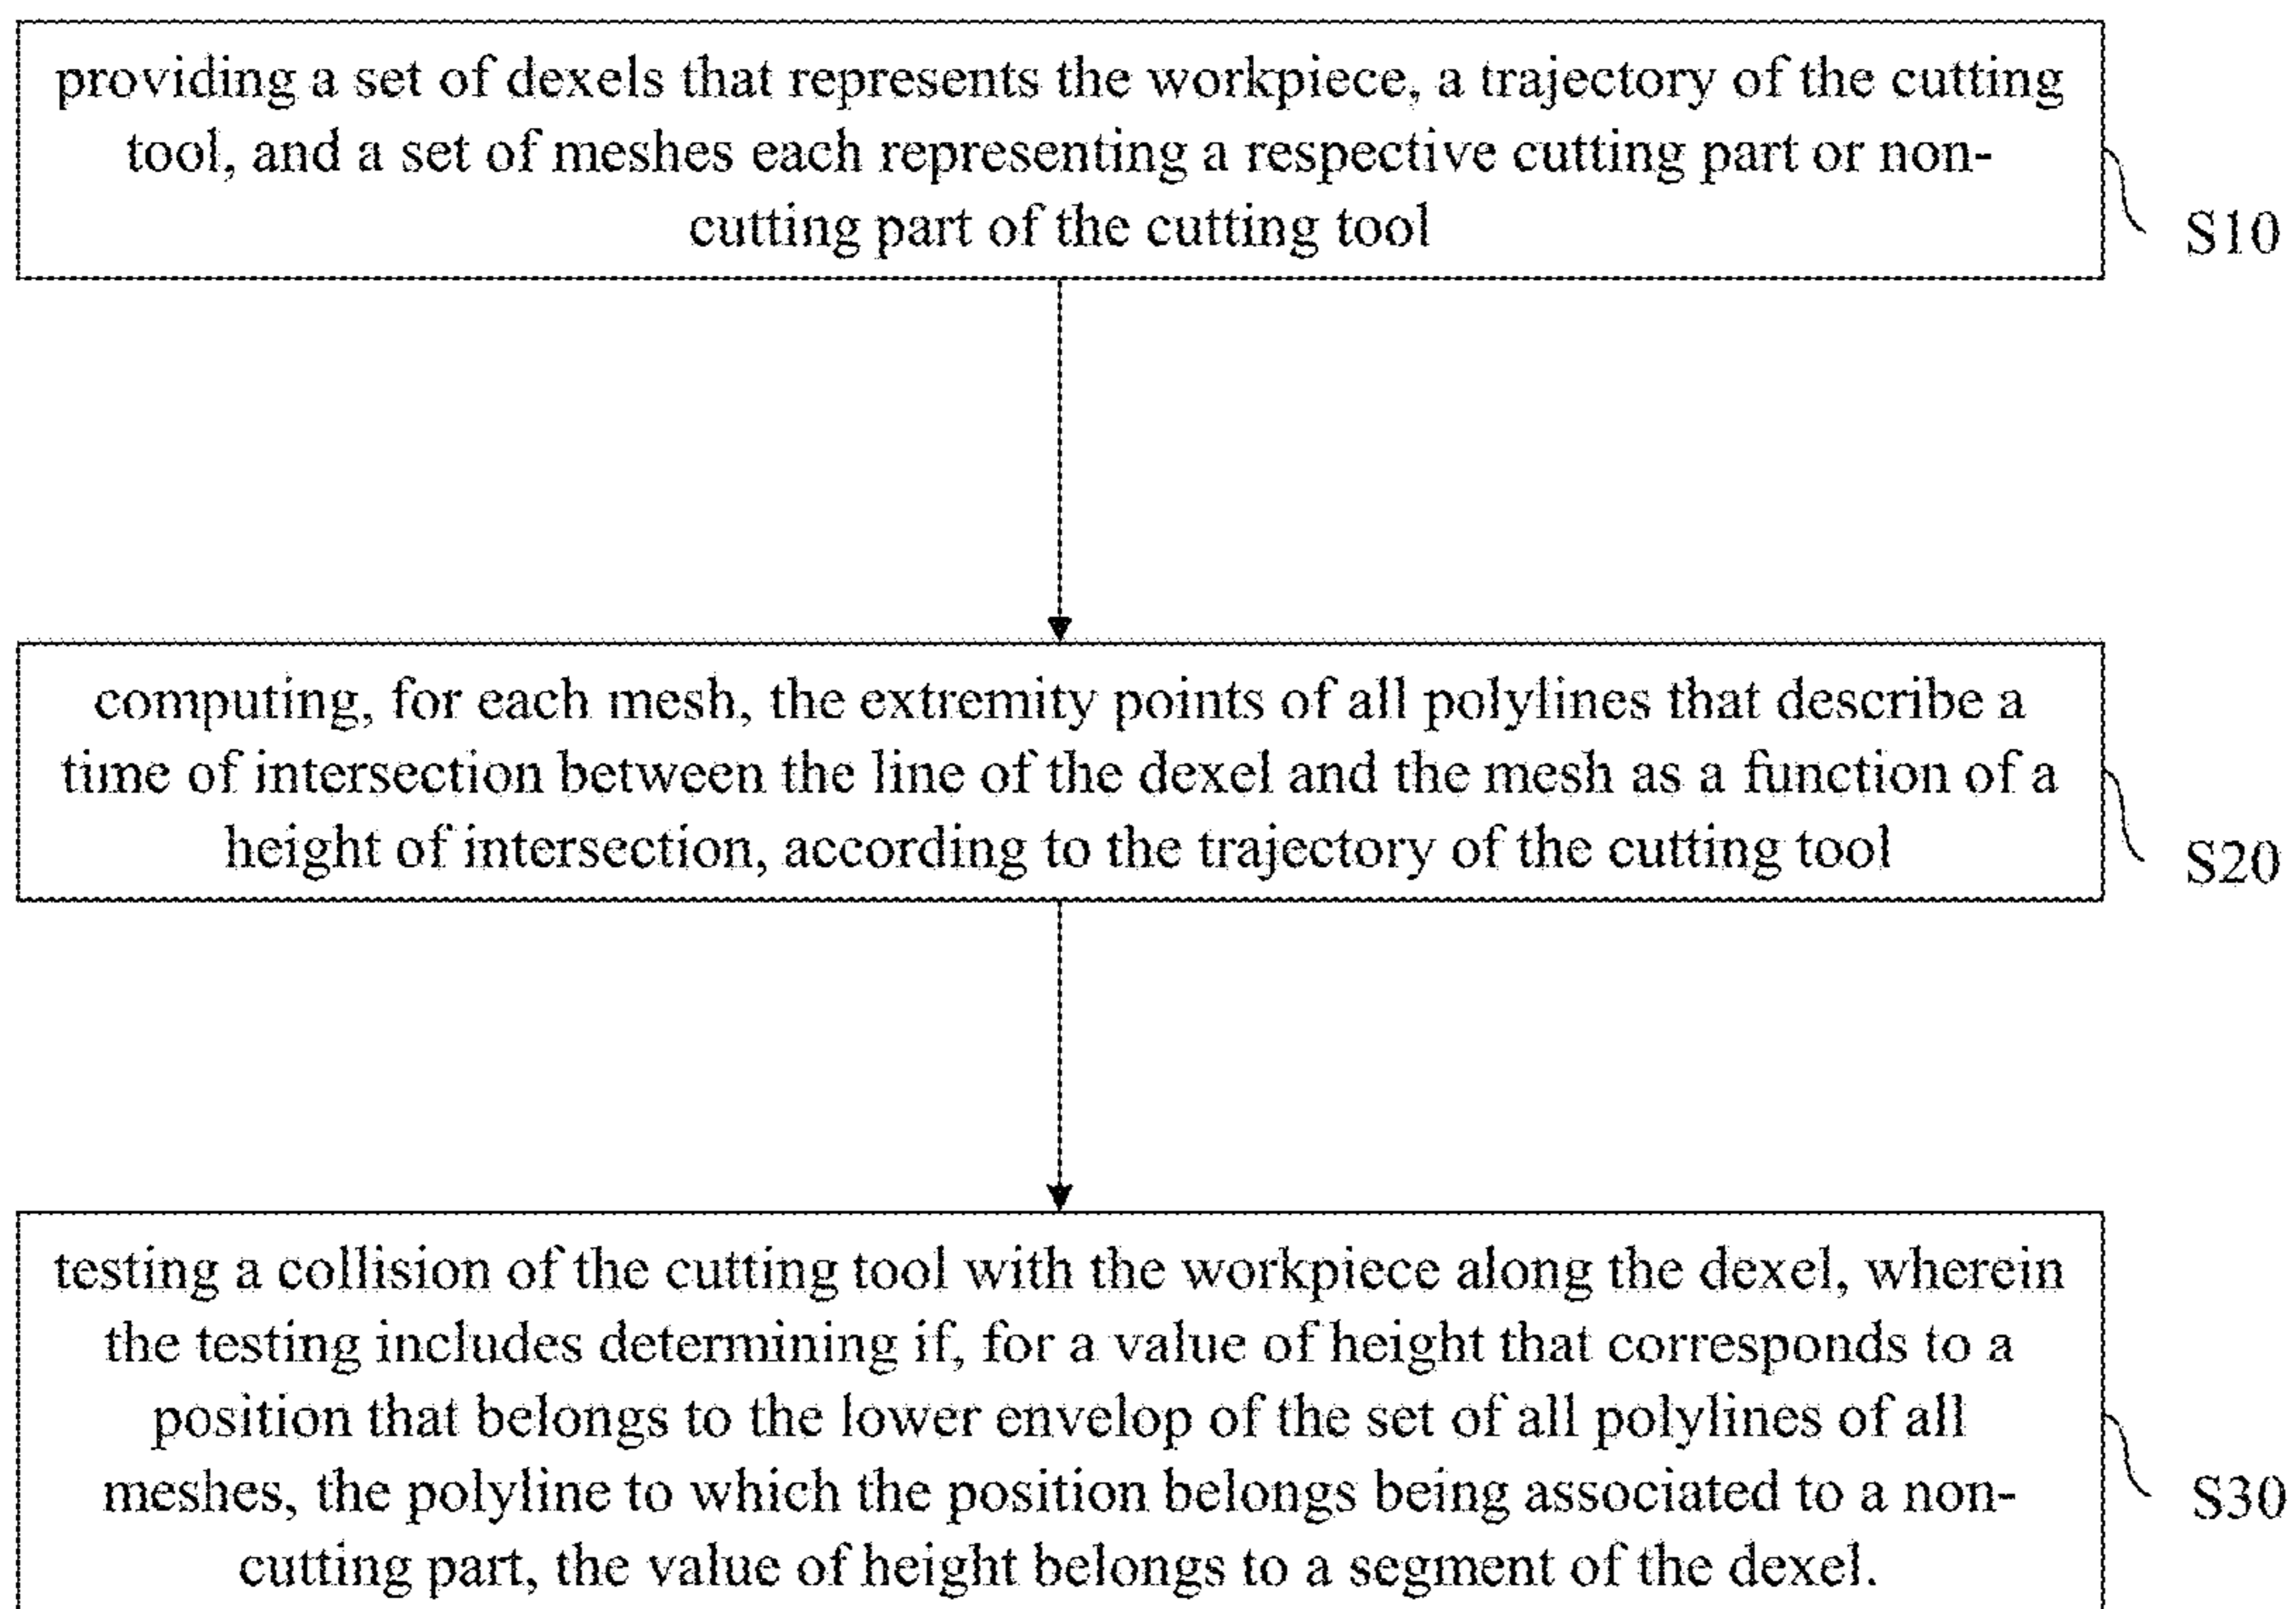 providing a set of dexels that represents the workpiece, a trajectory of the cutting
tool, and a set of meshes each representing a respective cutting part or non-
cutting part of the cutting tool
S10
computing, for each mesh, the extremity points of all polylines that describe a
time of intersection between the line of the dexel and the mesh as a function of a
height of intersection, according to the trajectory of the cutting tool
S20
testing a collision of the cutting tool with the workpiece along the dexel, wherein
the testing includes determining if, for a value of height that corresponds to a
position that belongs to the lower envelop of the set of all polylines of all
meshes, the polyline to which the position belongs being associated to a non-
cutting part, the value of height belongs to a segment of the dexel.
S30